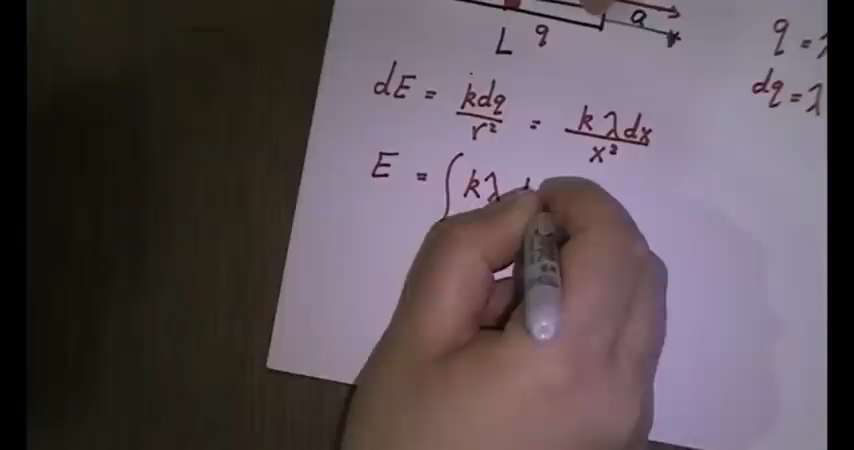 a
L q
q = λ
dq = λ
dE = kdq/r² = kλdx/x²
E = ∫ kλ